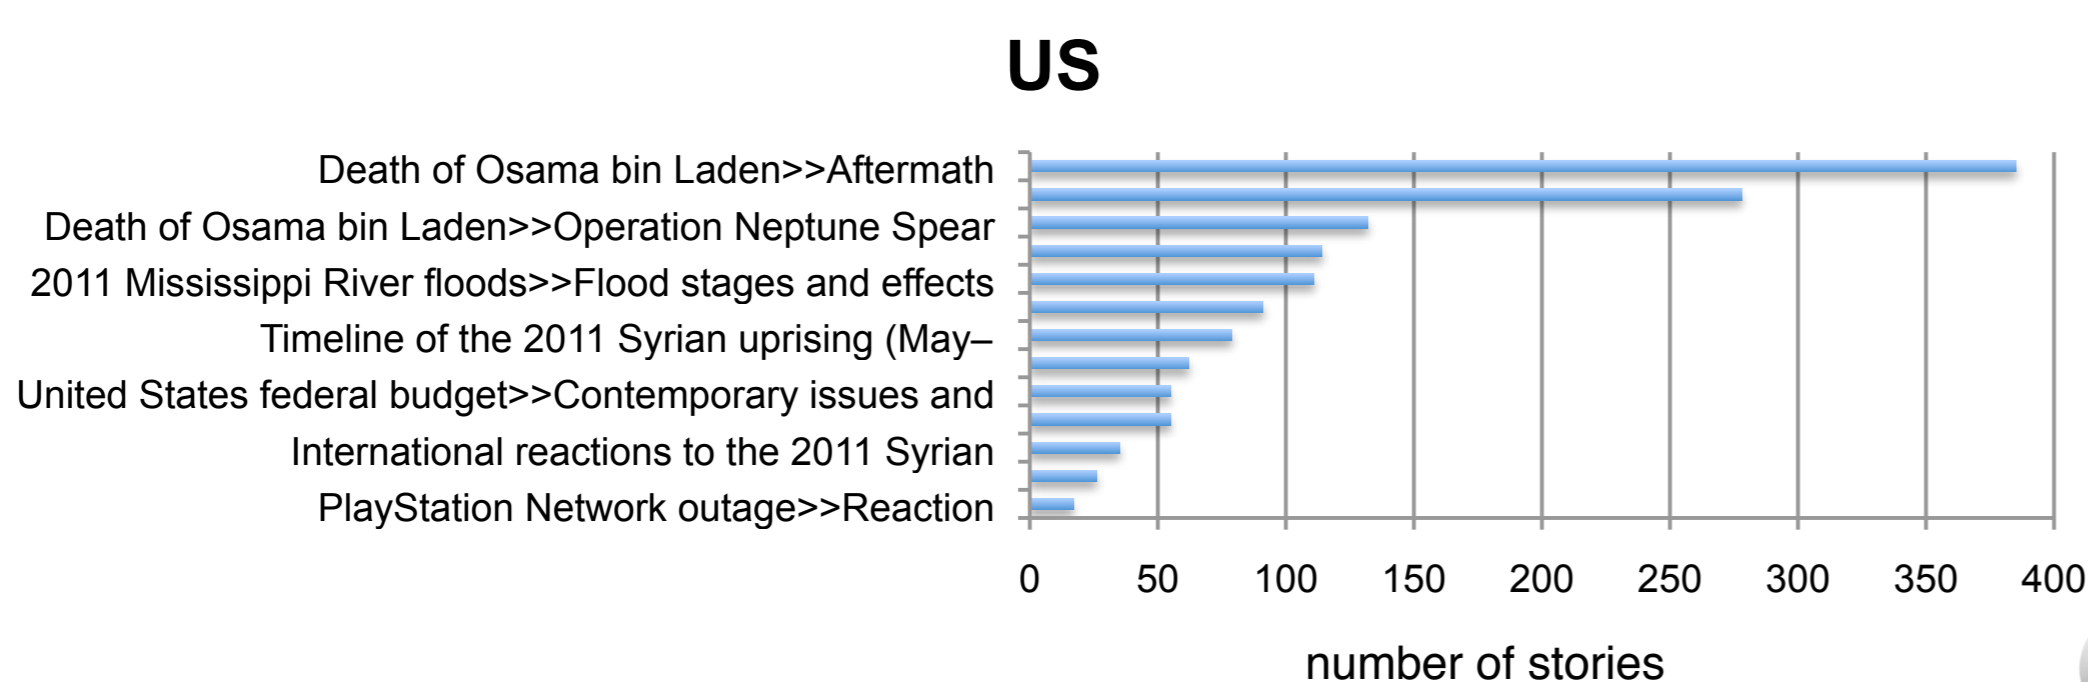 US
Death of Osama bin Laden>>Aftermath
Death of Osama bin Laden>>Operation Neptune Spear
2011 Mississippi River floods>>Flood stages and effects
Timeline of the 2011 Syrian uprising (May–
United States federal budget>>Contemporary issues and
International reactions to the 2011 Syrian
PlayStation Network outage>>Reaction
0 50 100 150 200 250 300 350 400
number of stories